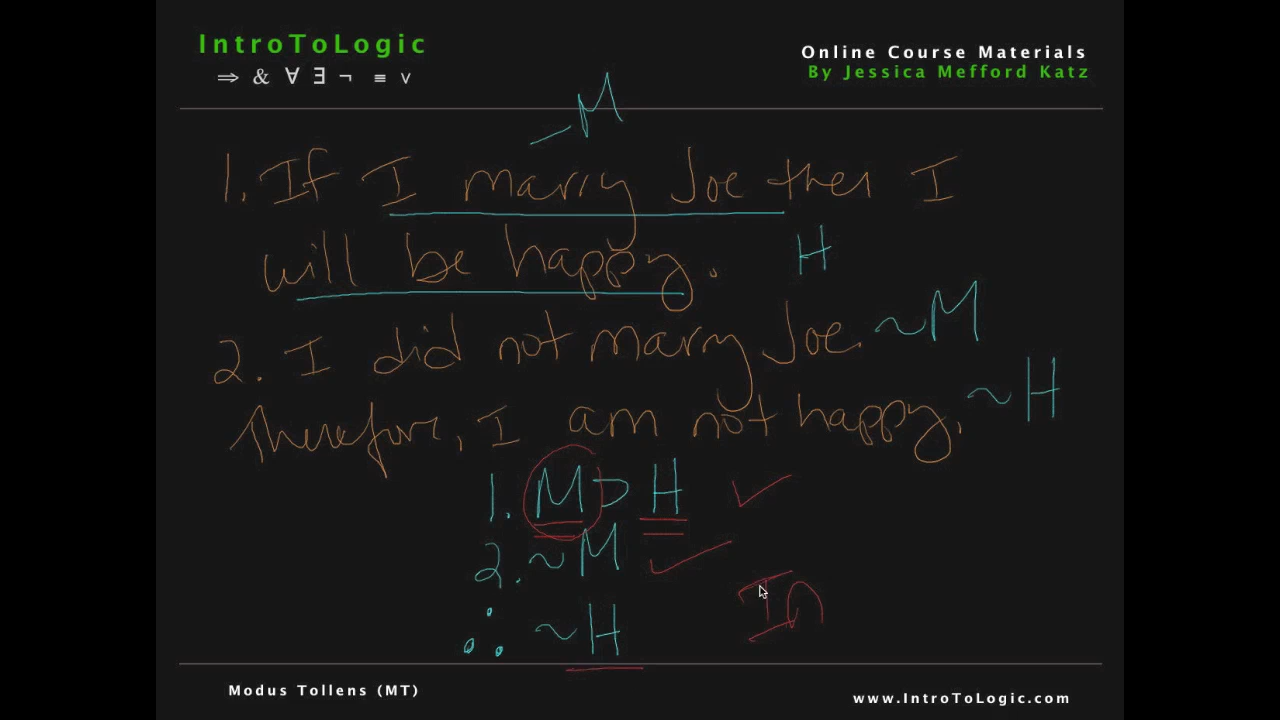 IntroToLogic
⇒ & ∀ ∃ ¬ ≡ ∨
Online Course Materials
By Jessica Mefford Katz
M
1. If I marry Joe then I
will be happy. H
2. I did not marry Joe. ~M
Therefore, I am not happy. ~H
1. M ⊃ H ✓
2. ~M ✓
∴ ~H In
Modus Tollens (MT)
www.IntroToLogic.com